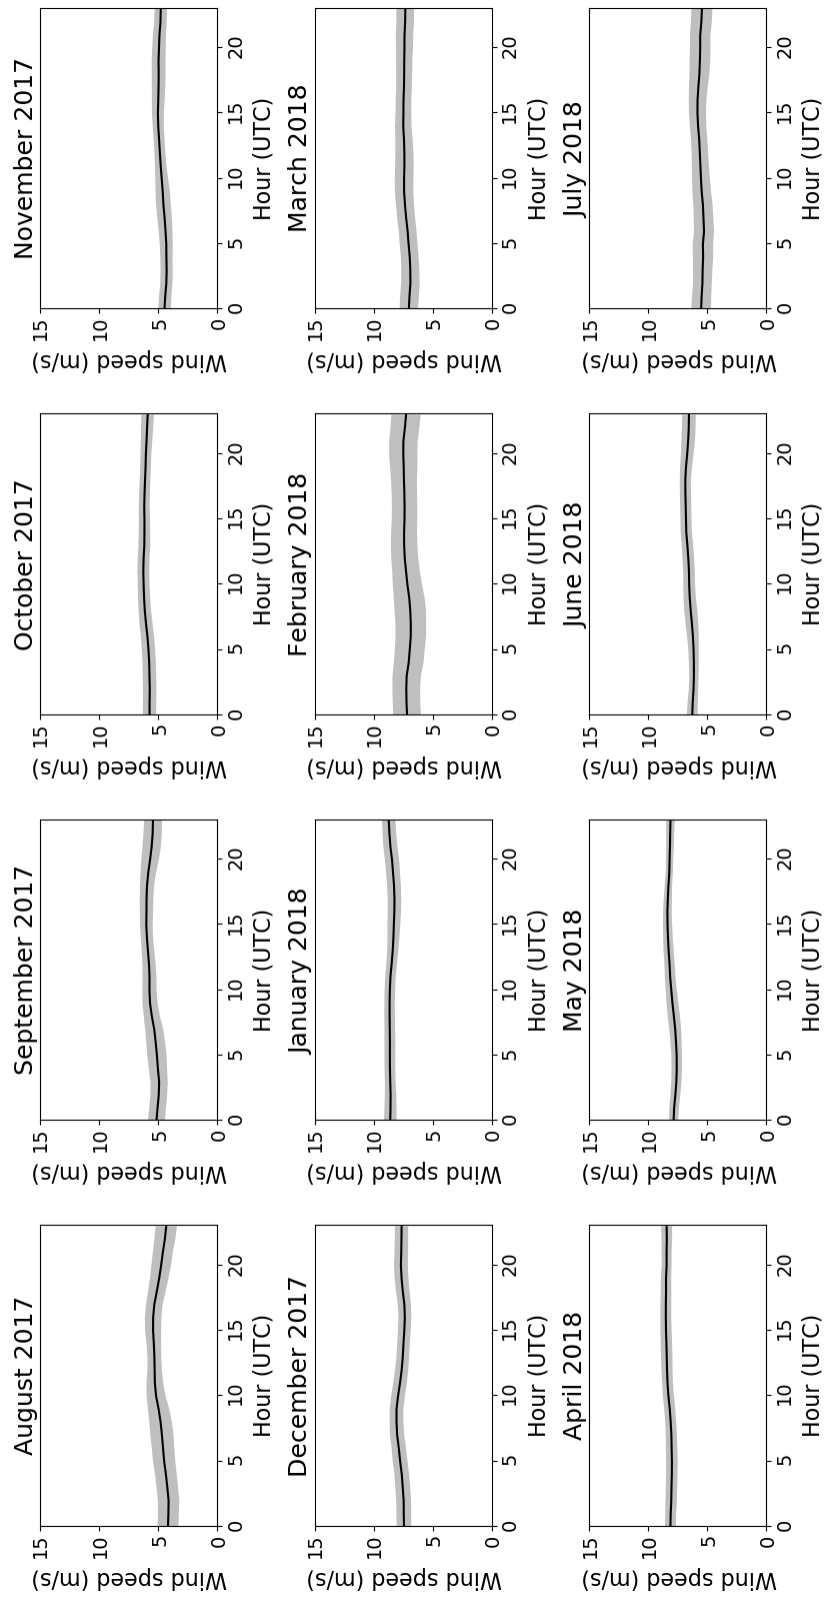 August 2017
Wind speed (m/s)
15
10
5
0
0 5 10 15 20
Hour (UTC)
September 2017
Wind speed (m/s)
15
10
5
0
0 5 10 15 20
Hour (UTC)
October 2017
Wind speed (m/s)
15
10
5
0
0 5 10 15 20
Hour (UTC)
November 2017
Wind speed (m/s)
15
10
5
0
0 5 10 15 20
Hour (UTC)
December 2017
Wind speed (m/s)
15
10
5
0
0 5 10 15 20
Hour (UTC)
January 2018
Wind speed (m/s)
15
10
5
0
0 5 10 15 20
Hour (UTC)
February 2018
Wind speed (m/s)
15
10
5
0
0 5 10 15 20
Hour (UTC)
March 2018
Wind speed (m/s)
15
10
5
0
0 5 10 15 20
Hour (UTC)
April 2018
Wind speed (m/s)
15
10
5
0
0 5 10 15 20
Hour (UTC)
May 2018
Wind speed (m/s)
15
10
5
0
0 5 10 15 20
Hour (UTC)
June 2018
Wind speed (m/s)
15
10
5
0
0 5 10 15 20
Hour (UTC)
July 2018
Wind speed (m/s)
15
10
5
0
0 5 10 15 20
Hour (UTC)